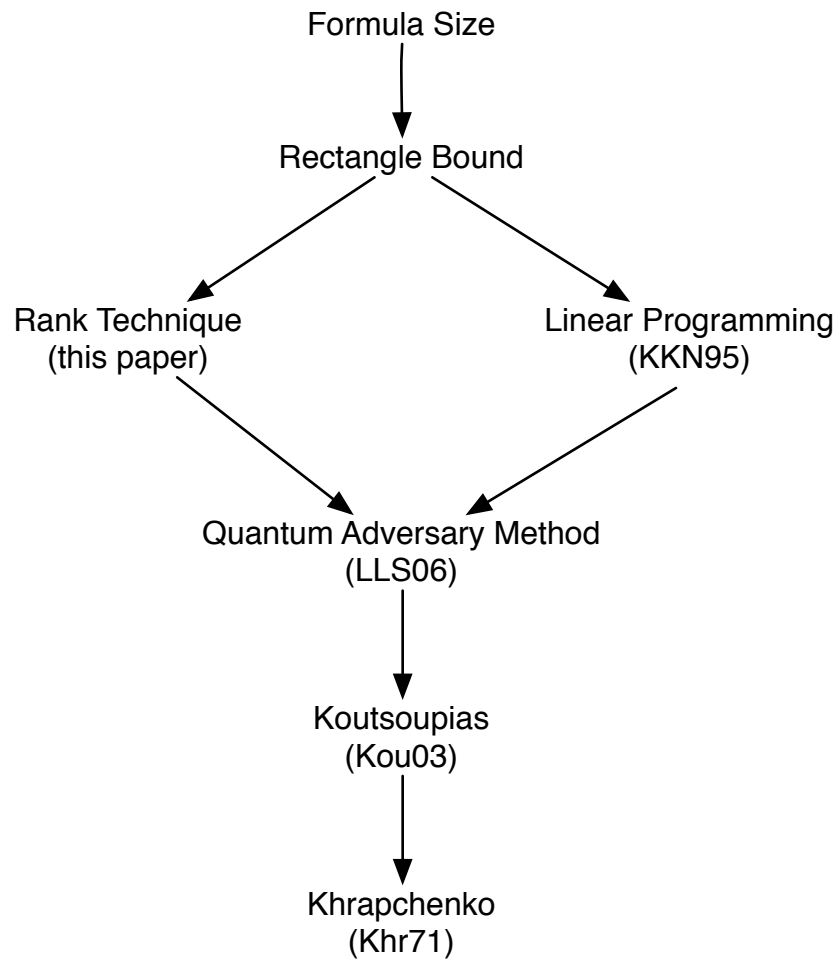 Formula Size
Rectangle Bound
Rank Technique
(this paper)
Linear Programming
(KKN95)
Quantum Adversary Method
(LLS06)
Koutsoupias
(Kou03)
Khrapchenko
(Khr71)